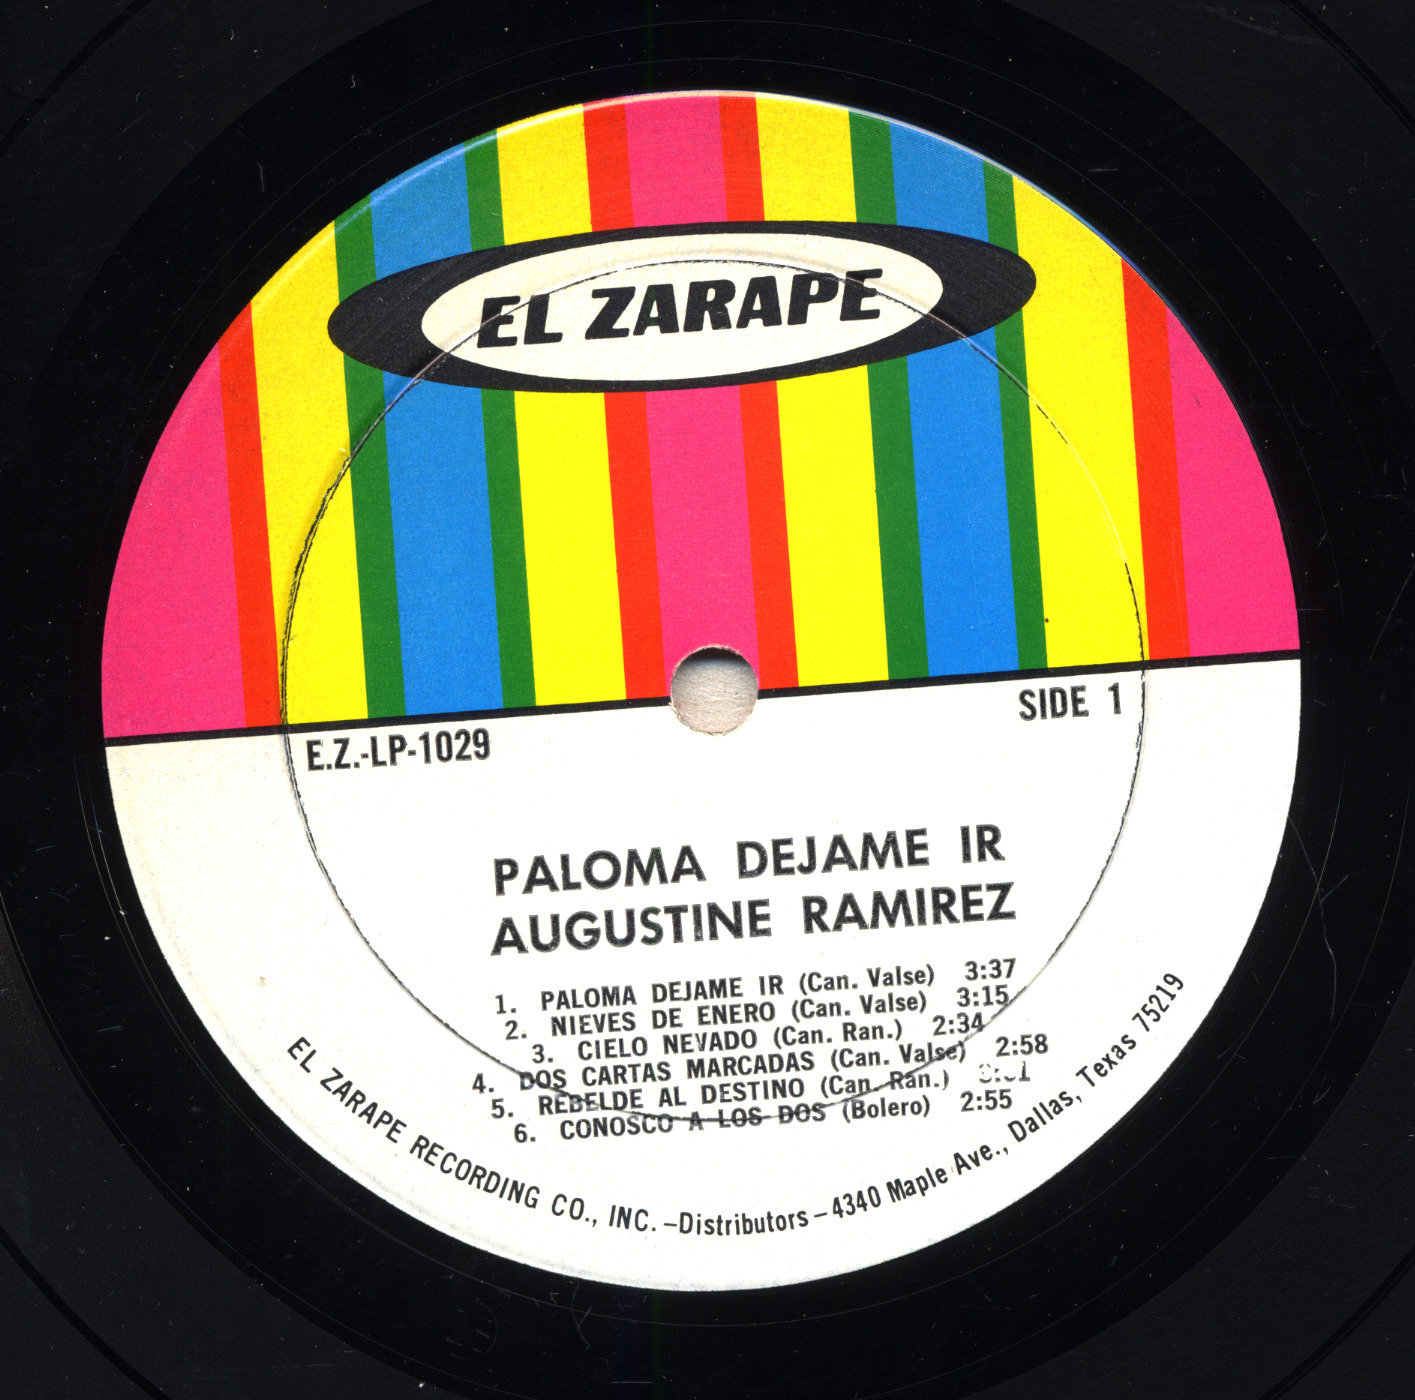 EL ZARAPE
E.Z.-LP-1029
SIDE 1
PALOMA DEJAME IR
AUGUSTINE RAMIREZ
1. PALOMA DEJAME IR (Can. Valse) 3:37
2. NIEVES DE ENERO (Can. Valse) 3:15
3. CIELO NEVADO (Can. Ran.) 2:34
4. DOS CARTAS MARCADAS (Can. Valse) 2:58
5. REBELDE AL DESTINO (Can. Ran.)
6. CONOSCO A LOS DOS (Bolero) 2:55
EL ZARAPE RECORDING CO., INC. –Distributors – 4340 Maple Ave., Dallas, Texas 75219